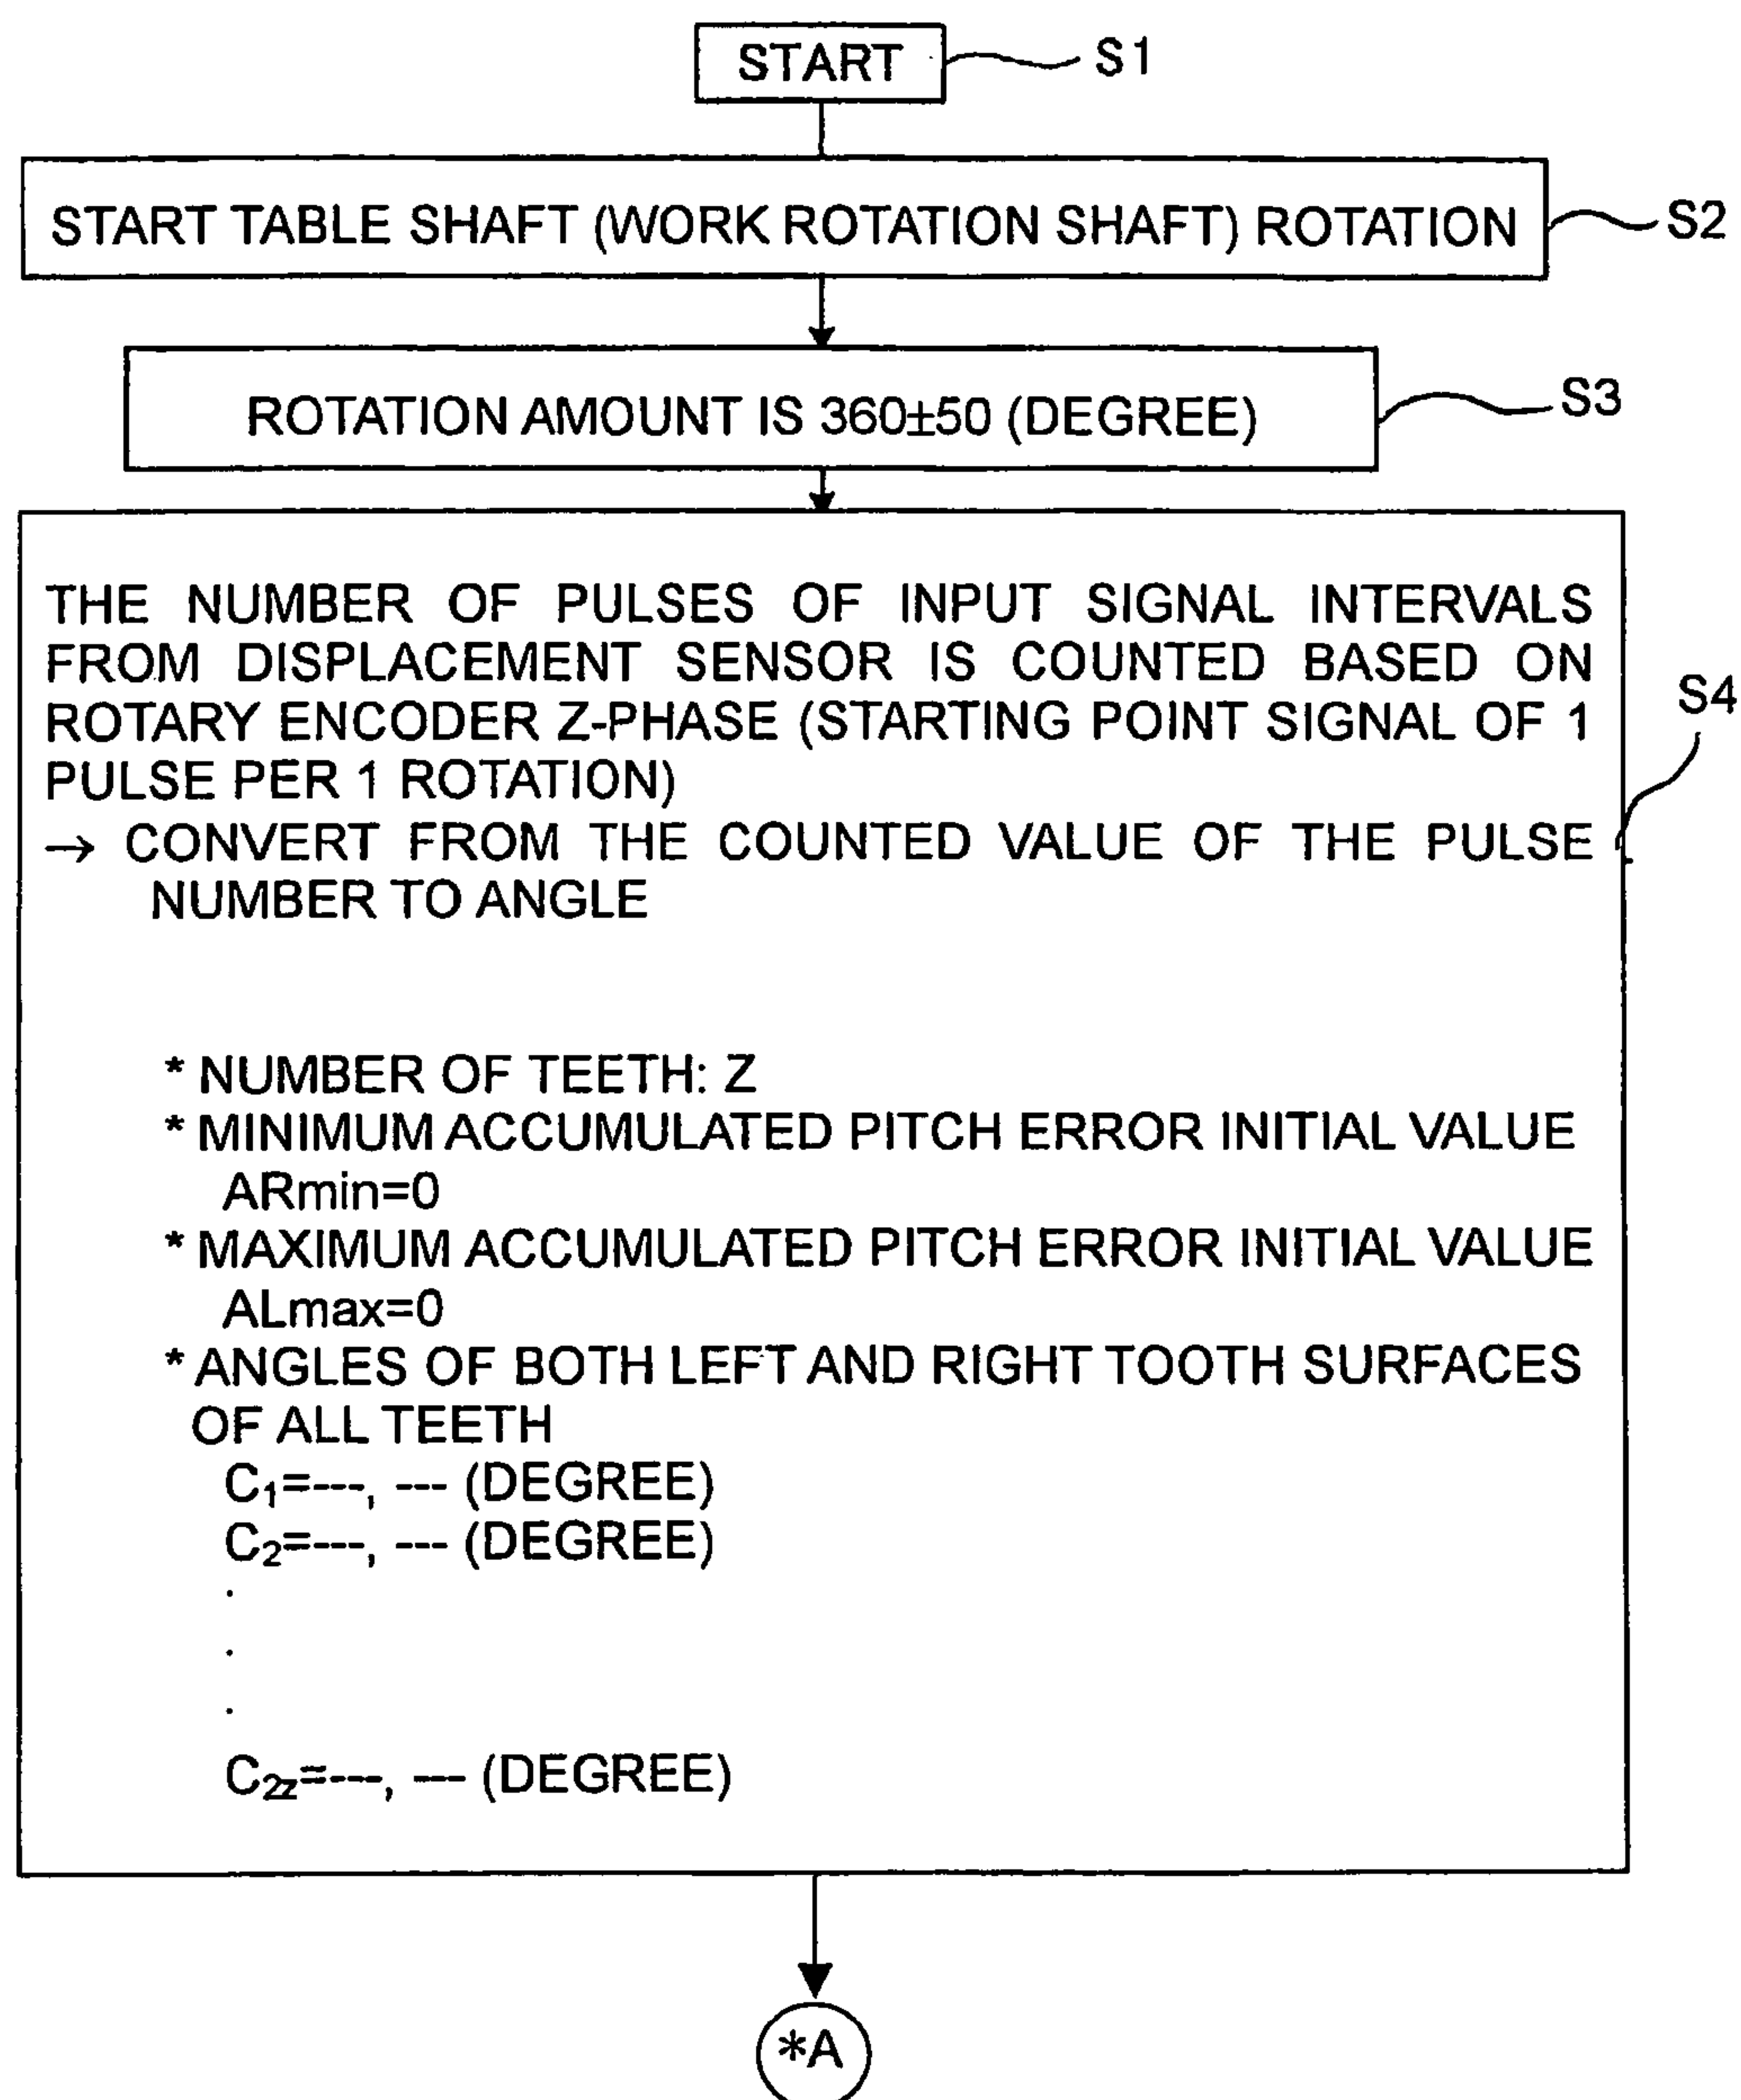 START
S1
START TABLE SHAFT (WORK ROTATION SHAFT) ROTATION
S2
ROTATION AMOUNT IS 360±50 (DEGREE)
S3
THE NUMBER OF PULSES OF INPUT SIGNAL INTERVALS
FROM DISPLACEMENT SENSOR IS COUNTED BASED ON
ROTARY ENCODER Z-PHASE (STARTING POINT SIGNAL OF 1
PULSE PER 1 ROTATION)
→ CONVERT FROM THE COUNTED VALUE OF THE PULSE
NUMBER TO ANGLE
S4
* NUMBER OF TEETH: Z
* MINIMUM ACCUMULATED PITCH ERROR INITIAL VALUE
ARmin=0
* MAXIMUM ACCUMULATED PITCH ERROR INITIAL VALUE
ALmax=0
* ANGLES OF BOTH LEFT AND RIGHT TOOTH SURFACES
OF ALL TEETH
C₁=---, --- (DEGREE)
C₂=---, --- (DEGREE)
.
.
.
C₂z=---, --- (DEGREE)
*A